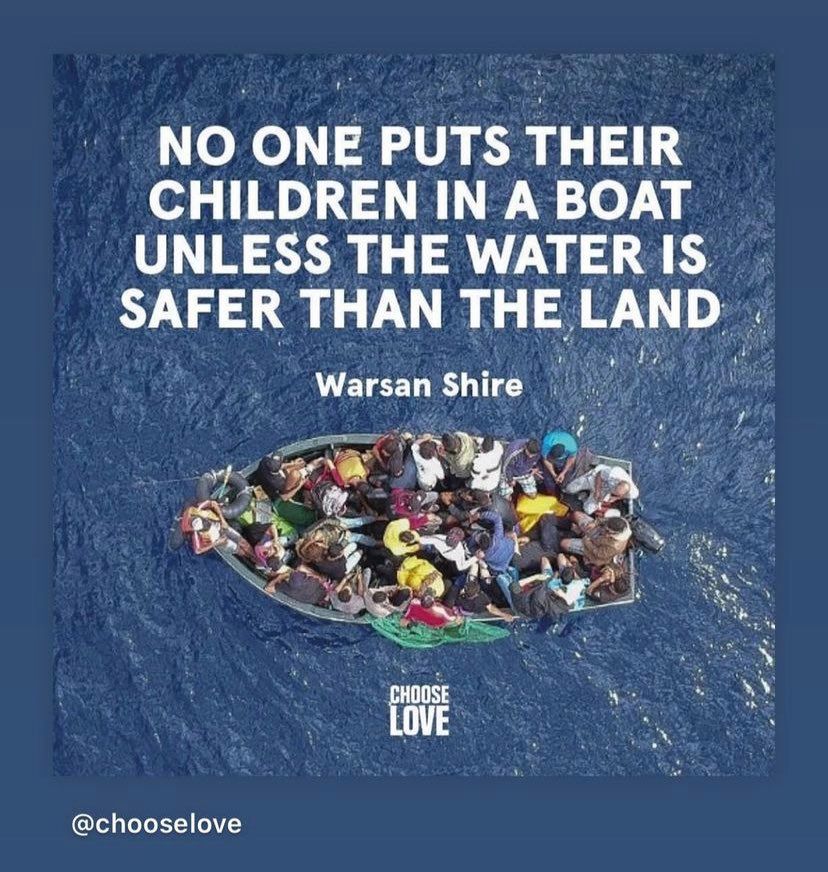 NO ONE PUTS THEIR
CHILDREN IN A BOAT
UNLESS THE WATER IS
SAFER THAN THE LAND
Warsan Shire
CHOOSE
LOVE
@chooselove